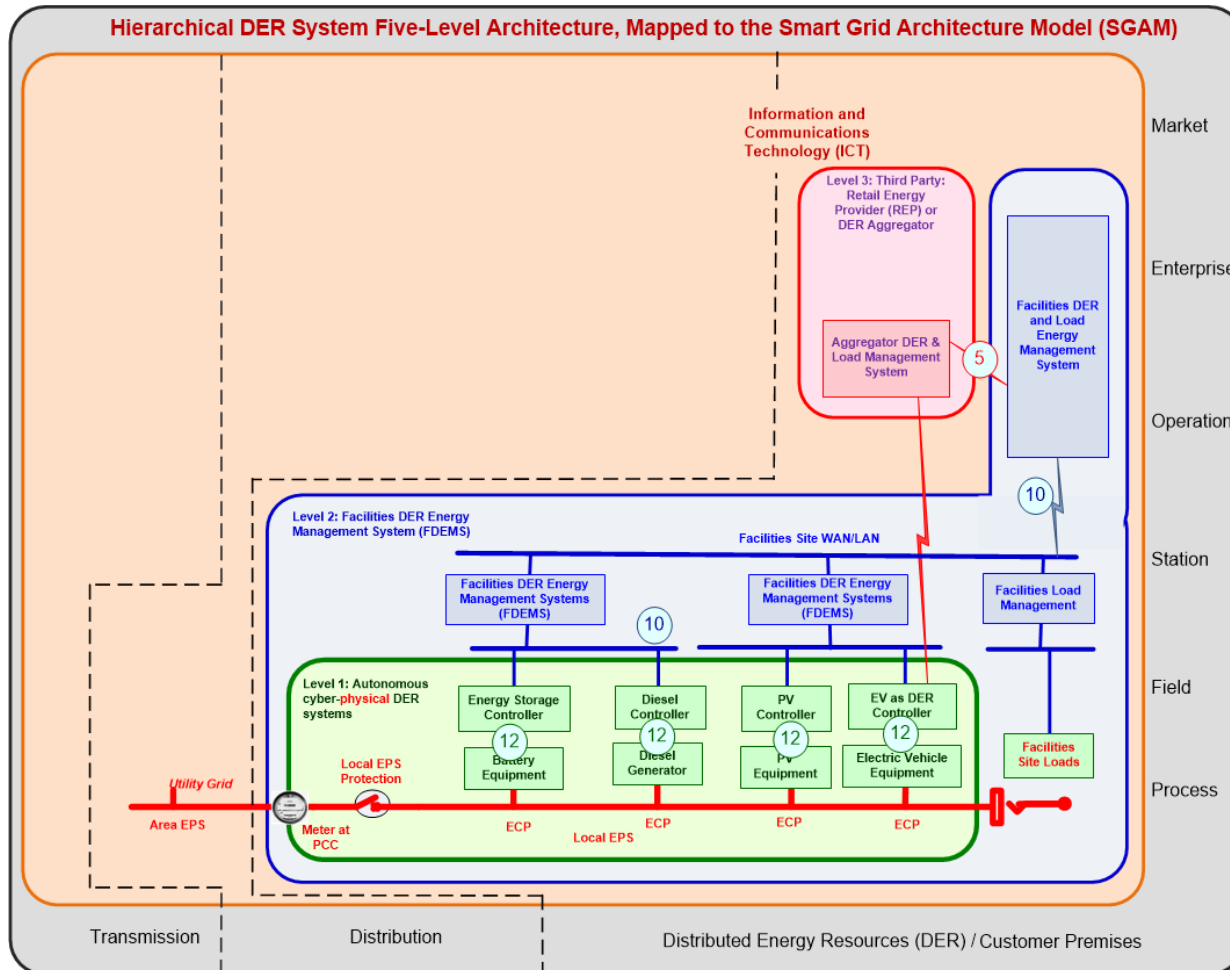 Hierarchical DER System Five-Level Architecture, Mapped to the Smart Grid Architecture Model (SGAM)
Information and
Communications
Technology (ICT)
Market
Level 3: Third Party:
Retail Energy
Provider (REP) or
DER Aggregator
Enterprise
Facilities DER
and Load
Energy
Management
System
Aggregator DER &
Load Management
System
5
Operation
10
Level 2: Facilities DER Energy
Management System (FDEMS)
Facilities Site WAN/LAN
Station
Facilities DER Energy
Management Systems
(FDEMS)
Facilities DER Energy
Management Systems
(FDEMS)
Facilities Load
Management
10
Level 1: Autonomous
cyber-physical DER
systems
Energy Storage
Controller
Diesel
Controller
PV
Controller
EV as DER
Controller
Field
12
12
12
12
Battery
Equipment
Diesel
Generator
PV
Equipment
Electric Vehicle
Equipment
Facilities
Site Loads
Local EPS
Protection
Process
Utility Grid
Area EPS
Meter at
PCC
ECP
ECP
ECP
ECP
Local EPS
Transmission
Distribution
Distributed Energy Resources (DER) / Customer Premises